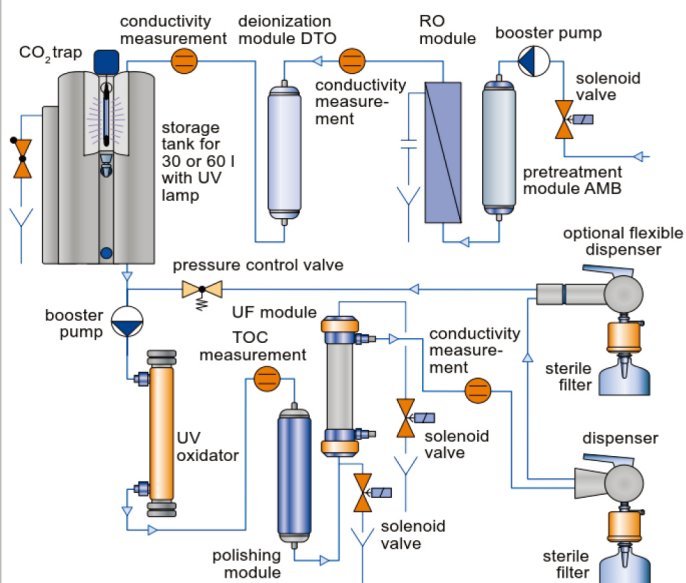 conductivity
measurement
deionization
module DTO
RO
module
booster pump
CO2 trap
conductivity
measure-
ment
solenoid
valve
storage
tank for
30 or 60 l
with UV
lamp
pretreatment
module AMB
optional flexible
dispenser
pressure control valve
booster
pump
UF module
TOC
measurement
conductivity
measure-
ment
sterile
filter
UV
oxidator
solenoid
valve
dispenser
solenoid
valve
polishing
module
sterile
filter